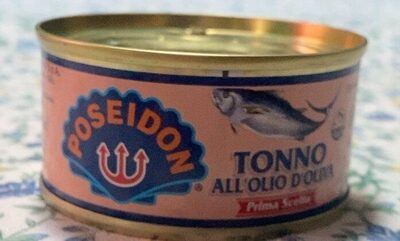 POSEIDON
®
TONNO
ALL'OLIO D'OLIVA
Prima Scelta